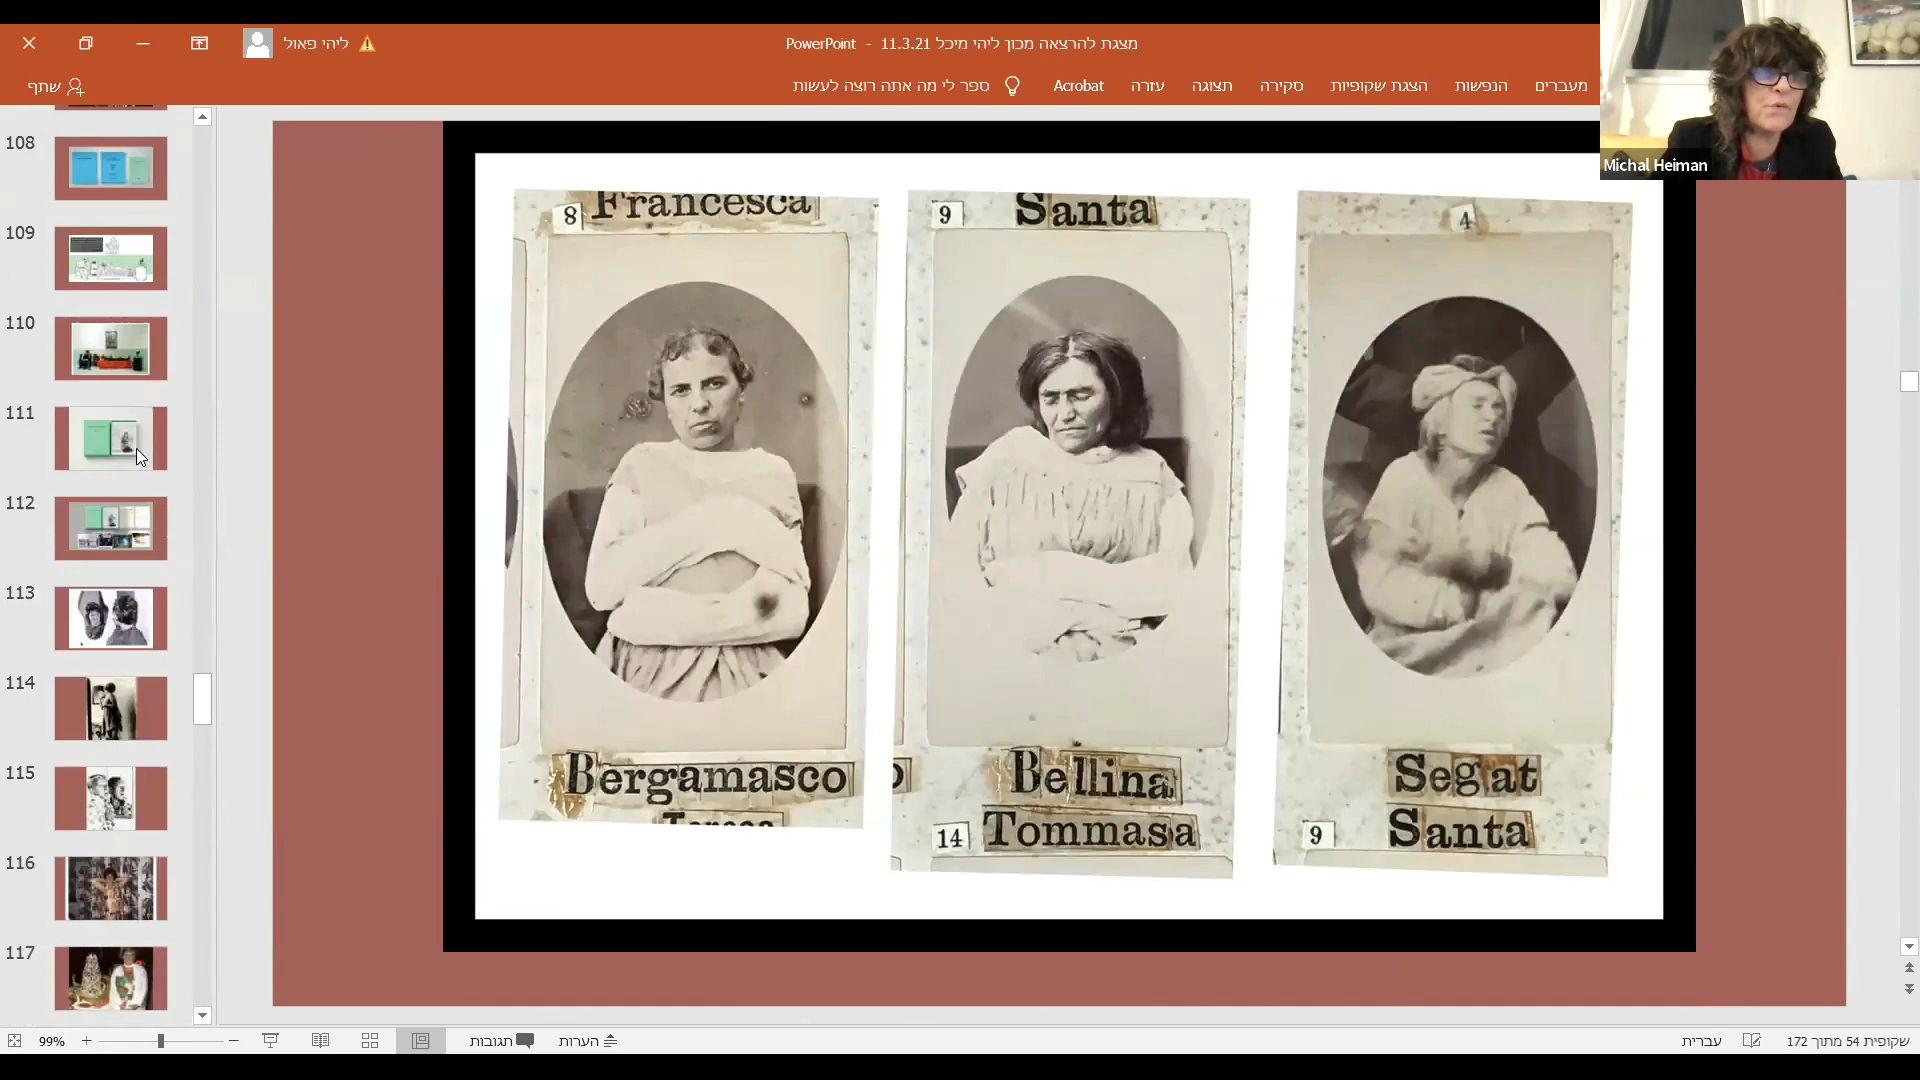 ליהי פאול
מצגת להרצאה מכון ליהי מיכל 11.3.21 - PowerPoint
שתף
ספר לי מה אתה רוצה לעשות
Acrobat
עזרה
תצוגה
סקירה
הצגת שקופיות
הנפשות
מעברים
Michal Heiman
108
109
110
111
112
113
114
115
116
117
8 Francesca
Bergamasco
Teresa
9 Santa
Bellina
14 Tommasa
4
Segat
9 Santa
99%
תגובות
הערות
עברית
שקופית 54 מתוך 172